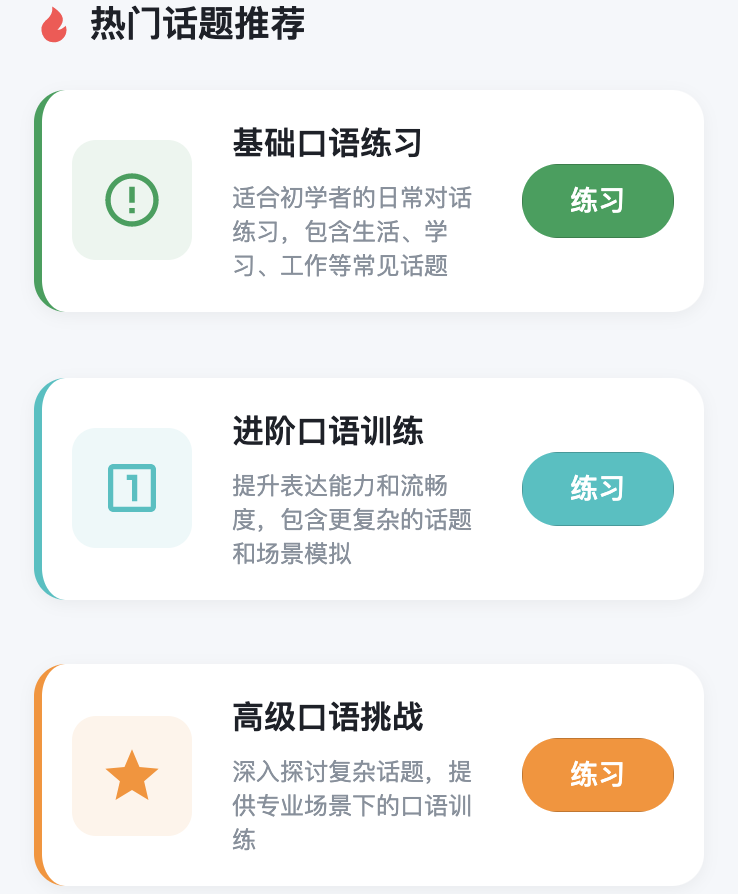 热门话题推荐
基础口语练习
适合初学者的日常对话
练习，包含生活、学
习、工作等常见话题
练习
进阶口语训练
提升表达能力和流畅
度，包含更复杂的话题
和场景模拟
1
练习
高级口语挑战
深入探讨复杂话题，提
供专业场景下的口语训
练
练习